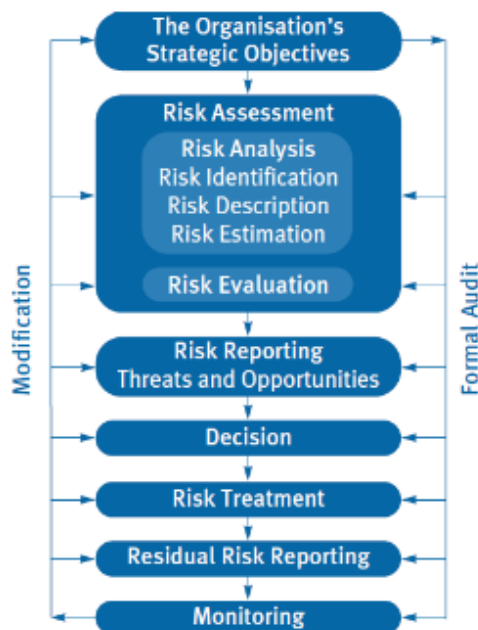 The Organisation's
Strategic Objectives
Risk Assessment
Risk Analysis
Risk Identification
Risk Description
Risk Estimation
Risk Evaluation
Risk Reporting
Threats and Opportunities
Decision
Risk Treatment
Residual Risk Reporting
Monitoring
Modification
Formal Audit